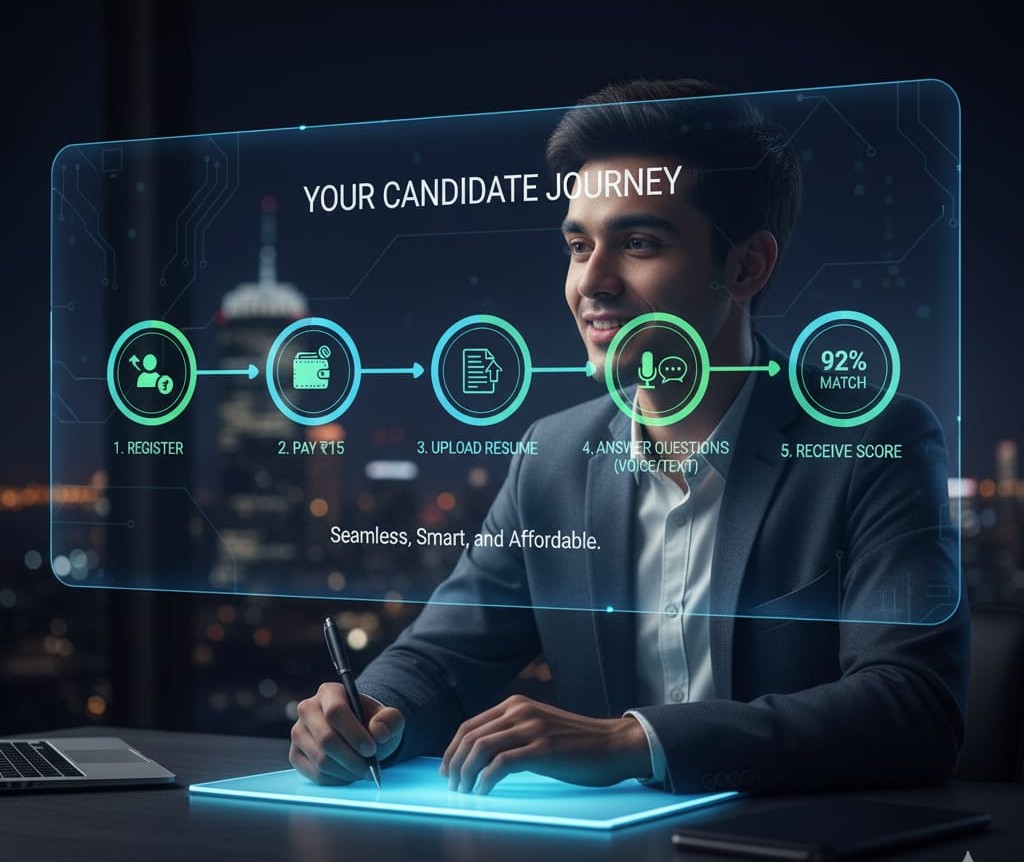 YOUR CANDIDATE JOURNEY
92%
MATCH
1. REGISTER
2. PAY ₹15
3. UPLOAD RESUME
4. ANSWER QUESTIONS
(VOICE/TEXT)
5. RECEIVE SCORE
Seamless, Smart, and Affordable.